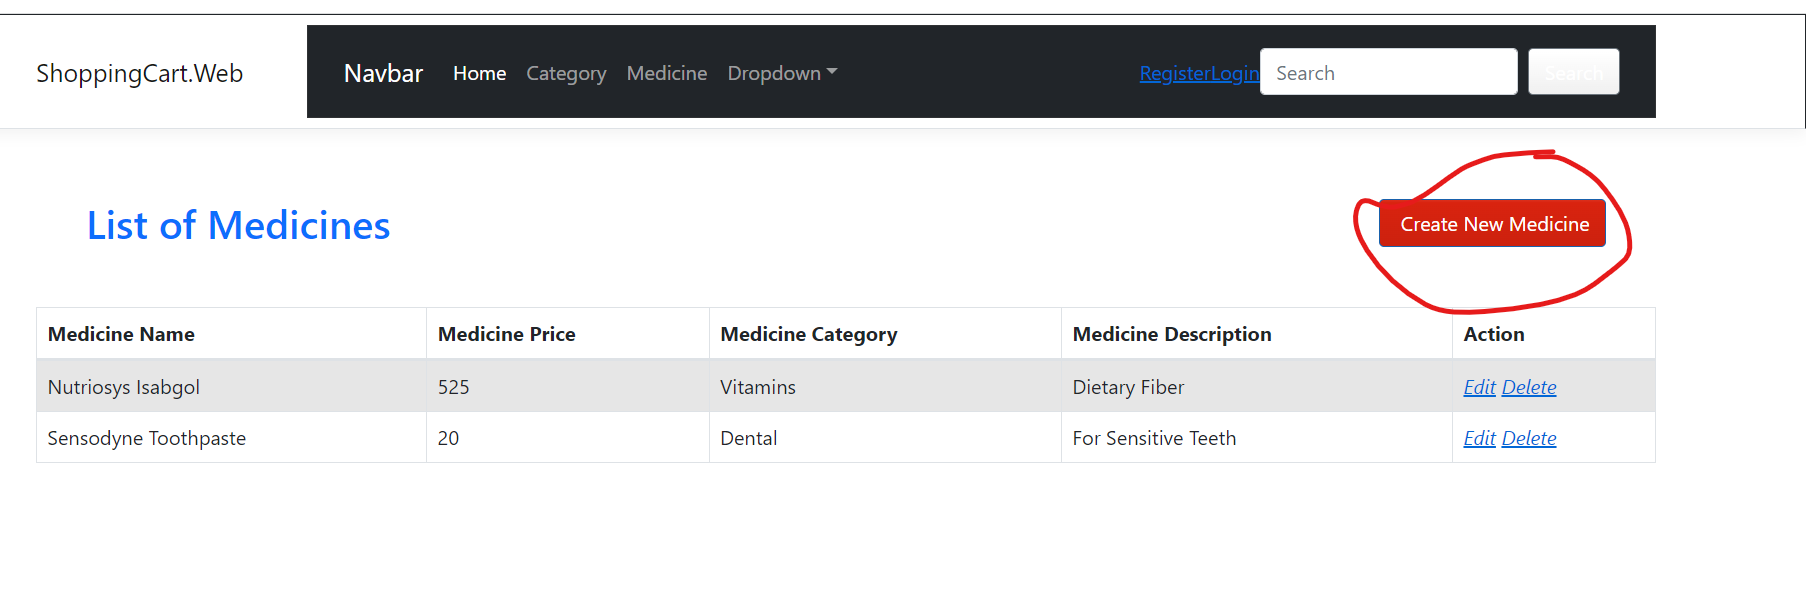 ShoppingCart.Web Navbar Home Category Medicine Dropdown RegisterLogin Search Search
List of Medicines Create New Medicine
Medicine Name Medicine Price Medicine Category Medicine Description Action
Nutriosys Isabgol 525 Vitamins Dietary Fiber Edit Delete
Sensodyne Toothpaste 20 Dental For Sensitive Teeth Edit Delete